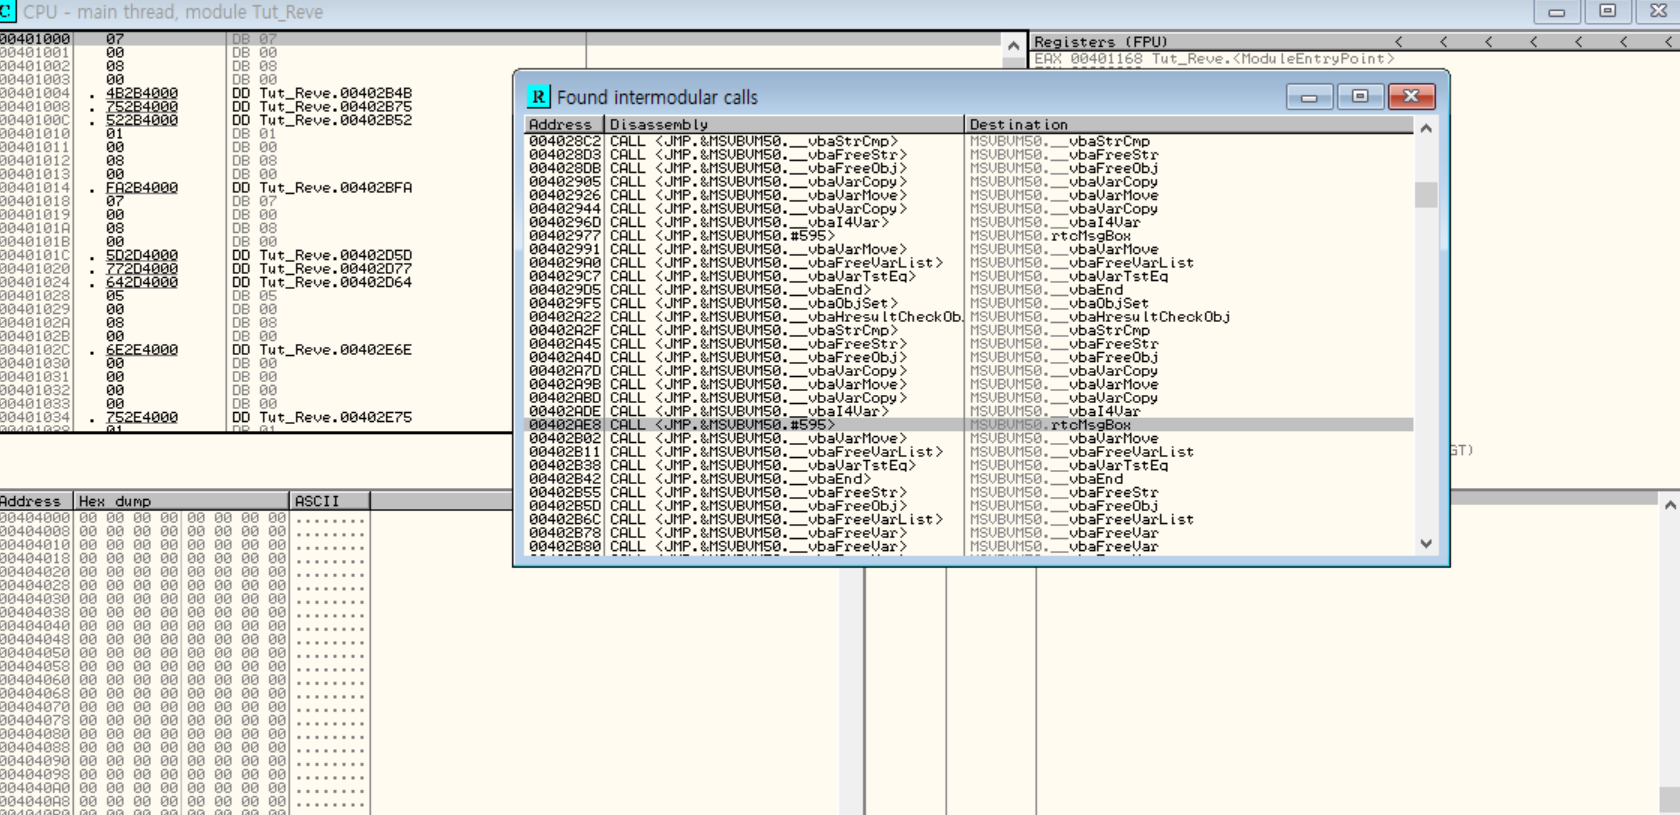 C CPU - main thread, module Tut_Reve
00401000 07 DB 07
00401001 00 DB 00
00401002 08 DB 08
00401003 00 DB 00
00401004 . 4B2B4000 DD Tut_Reve.00402B4B
00401008 . 752B4000 DD Tut_Reve.00402B75
0040100C . 522B4000 DD Tut_Reve.00402B52
00401010 01 DB 01
00401011 00 DB 00
00401012 08 DB 08
00401013 00 DB 00
00401014 . FA2B4000 DD Tut_Reve.00402BFA
00401018 07 DB 07
00401019 00 DB 00
0040101A 08 DB 08
0040101B 00 DB 00
0040101C . 5D2D4000 DD Tut_Reve.00402D5D
00401020 . 772D4000 DD Tut_Reve.00402D77
00401024 . 642D4000 DD Tut_Reve.00402D64
00401028 05 DB 05
00401029 00 DB 00
0040102A 08 DB 08
0040102B 00 DB 00
0040102C . 6E2E4000 DD Tut_Reve.00402E6E
00401030 00 DB 00
00401031 00 DB 00
00401032 00 DB 00
00401033 00 DB 00
00401034 . 752E4000 DD Tut_Reve.00402E75
00401038 01 DB 01
Registers (FPU) < < < < < < <
EAX 00401168 Tut_Reve.<ModuleEntryPoint>
R Found intermodular calls
Address Disassembly Destination
004028C2 CALL <JMP.&MSVBVM50.__vbaStrCmp> MSVBVM50.__vbaStrCmp
004028D3 CALL <JMP.&MSVBVM50.__vbaFreeStr> MSVBVM50.__vbaFreeStr
004028DB CALL <JMP.&MSVBVM50.__vbaFreeObj> MSVBVM50.__vbaFreeObj
00402905 CALL <JMP.&MSVBVM50.__vbaVarCopy> MSVBVM50.__vbaVarCopy
00402926 CALL <JMP.&MSVBVM50.__vbaVarMove> MSVBVM50.__vbaVarMove
00402944 CALL <JMP.&MSVBVM50.__vbaVarCopy> MSVBVM50.__vbaVarCopy
0040296D CALL <JMP.&MSVBVM50.__vbaI4Var> MSVBVM50.__vbaI4Var
00402977 CALL <JMP.&MSVBVM50.#595> MSVBVM50.rtcMsgBox
00402991 CALL <JMP.&MSVBVM50.__vbaVarMove> MSVBVM50.__vbaVarMove
004029A0 CALL <JMP.&MSVBVM50.__vbaFreeVarList> MSVBVM50.__vbaFreeVarList
004029C7 CALL <JMP.&MSVBVM50.__vbaVarTstEq> MSVBVM50.__vbaVarTstEq
004029D5 CALL <JMP.&MSVBVM50.__vbaEnd> MSVBVM50.__vbaEnd
004029F5 CALL <JMP.&MSVBVM50.__vbaObjSet> MSVBVM50.__vbaObjSet
00402A22 CALL <JMP.&MSVBVM50.__vbaHresultCheckOb. MSVBVM50.__vbaHresultCheckObj
00402A2F CALL <JMP.&MSVBVM50.__vbaStrCmp> MSVBVM50.__vbaStrCmp
00402A45 CALL <JMP.&MSVBVM50.__vbaFreeStr> MSVBVM50.__vbaFreeStr
00402A4D CALL <JMP.&MSVBVM50.__vbaFreeObj> MSVBVM50.__vbaFreeObj
00402A7D CALL <JMP.&MSVBVM50.__vbaVarCopy> MSVBVM50.__vbaVarCopy
00402A9B CALL <JMP.&MSVBVM50.__vbaVarMove> MSVBVM50.__vbaVarMove
00402ABD CALL <JMP.&MSVBVM50.__vbaVarCopy> MSVBVM50.__vbaVarCopy
00402ADE CALL <JMP.&MSVBVM50.__vbaI4Var> MSVBVM50.__vbaI4Var
00402AE8 CALL <JMP.&MSVBVM50.#595> MSVBVM50.rtcMsgBox
00402B02 CALL <JMP.&MSVBVM50.__vbaVarMove> MSVBVM50.__vbaVarMove
00402B11 CALL <JMP.&MSVBVM50.__vbaFreeVarList> MSVBVM50.__vbaFreeVarList
00402B38 CALL <JMP.&MSVBVM50.__vbaVarTstEq> MSVBVM50.__vbaVarTstEq
00402B42 CALL <JMP.&MSVBVM50.__vbaEnd> MSVBVM50.__vbaEnd
00402B55 CALL <JMP.&MSVBVM50.__vbaFreeStr> MSVBVM50.__vbaFreeStr
00402B5D CALL <JMP.&MSVBVM50.__vbaFreeObj> MSVBVM50.__vbaFreeObj
00402B6C CALL <JMP.&MSVBVM50.__vbaFreeVarList> MSVBVM50.__vbaFreeVarList
00402B78 CALL <JMP.&MSVBVM50.__vbaFreeVar> MSVBVM50.__vbaFreeVar
00402B80 CALL <JMP.&MSVBVM50.__vbaFreeVar> MSVBVM50.__vbaFreeVar
GT)
Address Hex dump ASCII
00404000 00 00 00 00 00 00 00 00 ........
00404008 00 00 00 00 00 00 00 00 ........
00404010 00 00 00 00 00 00 00 00 ........
00404018 00 00 00 00 00 00 00 00 ........
00404020 00 00 00 00 00 00 00 00 ........
00404028 00 00 00 00 00 00 00 00 ........
00404030 00 00 00 00 00 00 00 00 ........
00404038 00 00 00 00 00 00 00 00 ........
00404040 00 00 00 00 00 00 00 00 ........
00404048 00 00 00 00 00 00 00 00 ........
00404050 00 00 00 00 00 00 00 00 ........
00404058 00 00 00 00 00 00 00 00 ........
00404060 00 00 00 00 00 00 00 00 ........
00404068 00 00 00 00 00 00 00 00 ........
00404070 00 00 00 00 00 00 00 00 ........
00404078 00 00 00 00 00 00 00 00 ........
00404080 00 00 00 00 00 00 00 00 ........
00404088 00 00 00 00 00 00 00 00 ........
00404090 00 00 00 00 00 00 00 00 ........
00404098 00 00 00 00 00 00 00 00 ........
004040A0 00 00 00 00 00 00 00 00 ........
004040A8 00 00 00 00 00 00 00 00 ........
004040B0 00 00 00 00 00 00 00 00 ........